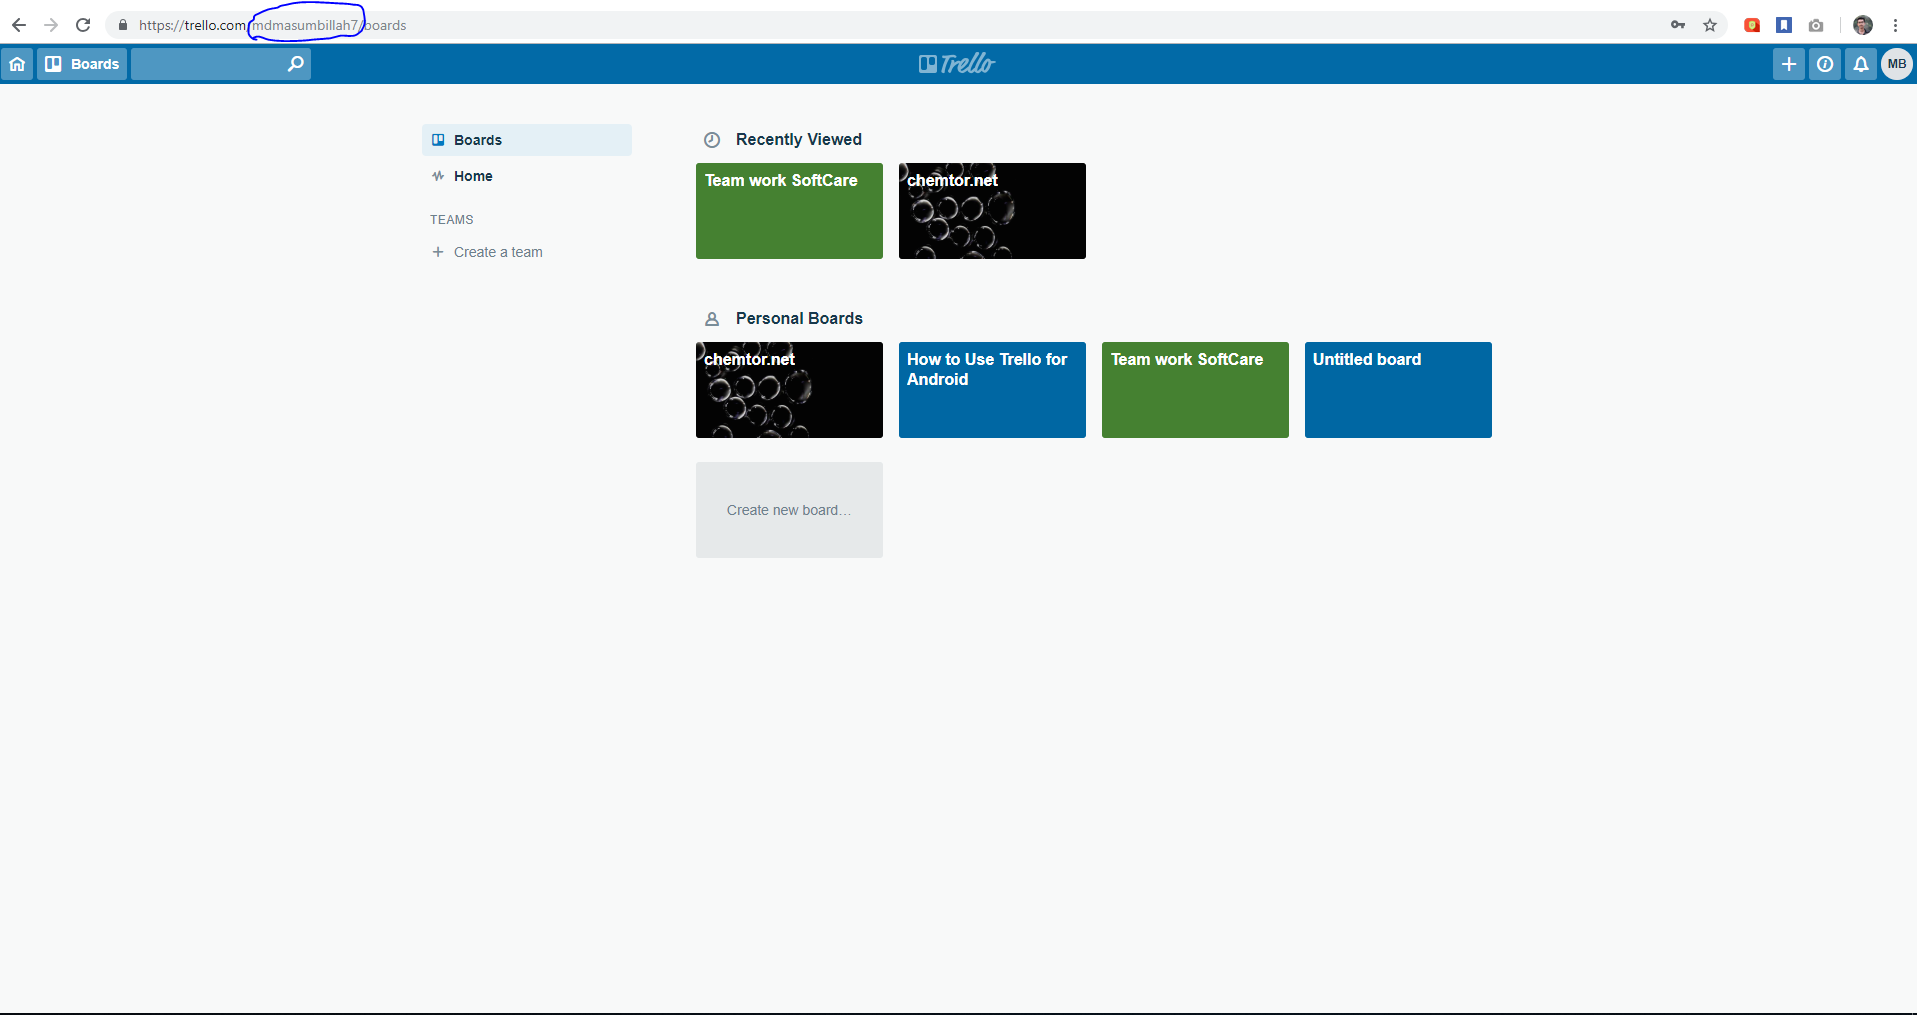 https://trello.com/mdmasumbillah7/boards
Boards
Trello
MB
Boards
Home
TEAMS
Create a team
Recently Viewed
Team work SoftCare
chemtor.net
Personal Boards
chemtor.net
How to Use Trello for
Android
Team work SoftCare
Untitled board
Create new board…